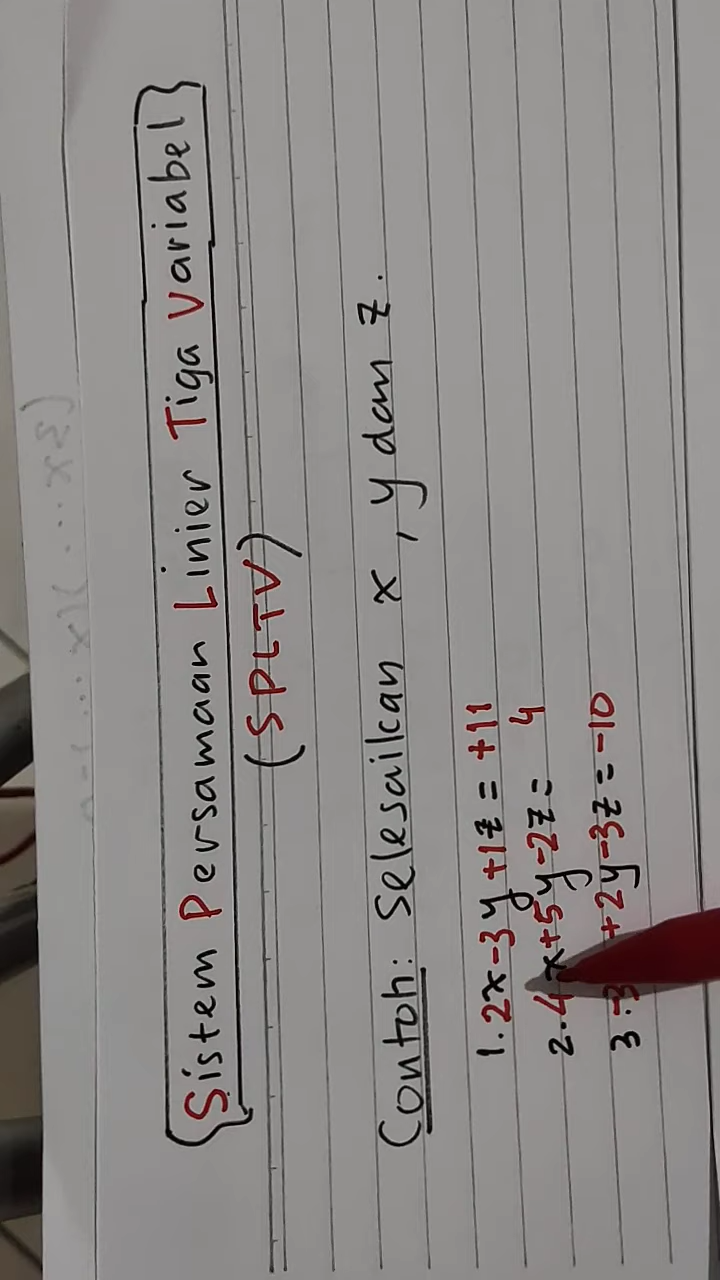 Sistem Persamaan Linier Tiga Variabel
(SPLTV)
Contoh: Selesaikan x, y dan z.
1. 2x-3y+1z = +11
2. 4x+5y-2z = 4
3. 3 +2y-3z = -10